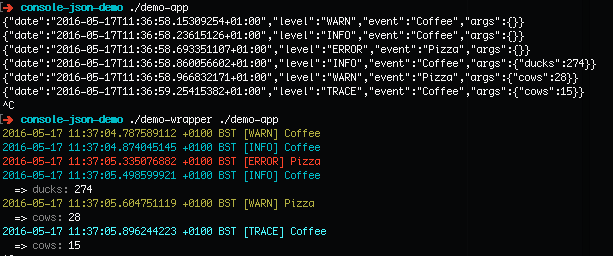 ➜  console-json-demo ./demo-app
{"date":"2016-05-17T11:36:58.15309254+01:00","level":"WARN","event":"Coffee","args":{}}
{"date":"2016-05-17T11:36:58.23615126+01:00","level":"INFO","event":"Coffee","args":{}}
{"date":"2016-05-17T11:36:58.693351107+01:00","level":"ERROR","event":"Pizza","args":{}}
{"date":"2016-05-17T11:36:58.860056602+01:00","level":"INFO","event":"Coffee","args":{"ducks":274}}
{"date":"2016-05-17T11:36:58.966832171+01:00","level":"WARN","event":"Pizza","args":{"cows":28}}
{"date":"2016-05-17T11:36:59.25415382+01:00","level":"TRACE","event":"Coffee","args":{"cows":15}}
^C
➜  console-json-demo ./demo-wrapper ./demo-app
2016-05-17 11:37:04.787589112 +0100 BST [WARN] Coffee
2016-05-17 11:37:04.874045145 +0100 BST [INFO] Coffee
2016-05-17 11:37:05.335076882 +0100 BST [ERROR] Pizza
2016-05-17 11:37:05.498599921 +0100 BST [INFO] Coffee
=> ducks: 274
2016-05-17 11:37:05.604751119 +0100 BST [WARN] Pizza
=> cows: 28
2016-05-17 11:37:05.896244223 +0100 BST [TRACE] Coffee
=> cows: 15